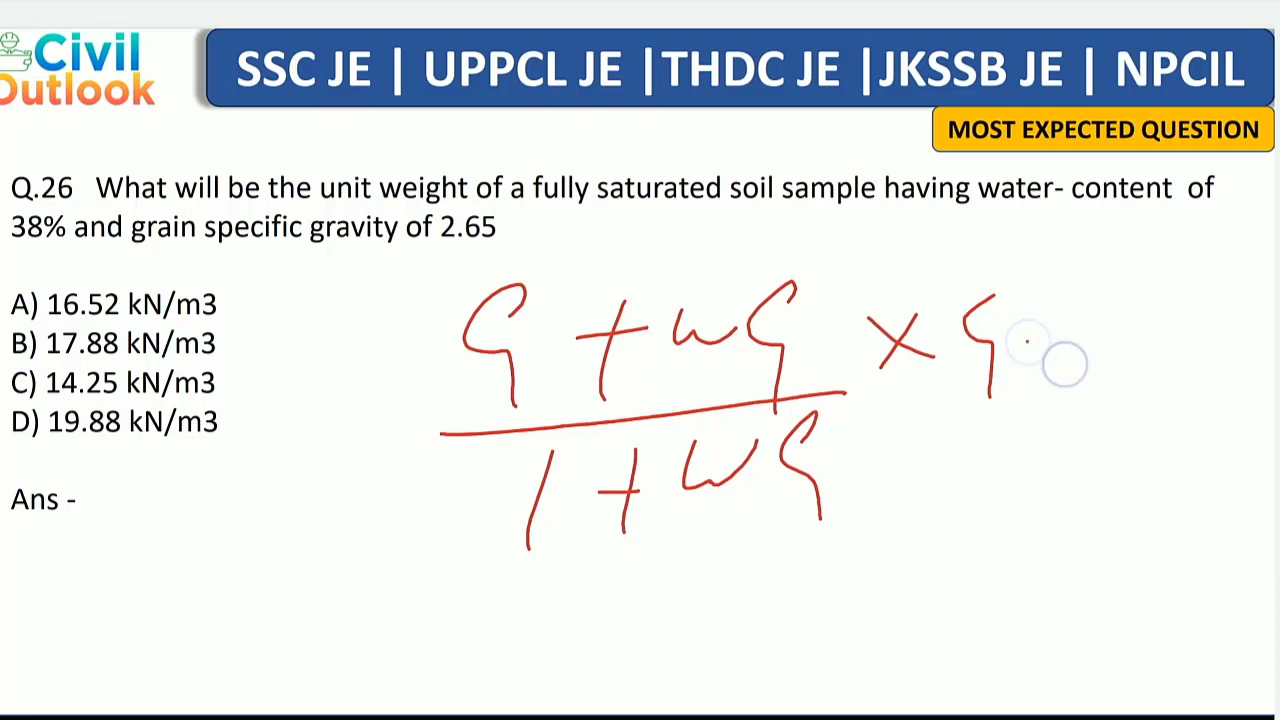 Civil
Outlook
SSC JE | UPPCL JE |THDC JE |JKSSB JE | NPCIL
MOST EXPECTED QUESTION
Q.26 What will be the unit weight of a fully saturated soil sample having water- content of
38% and grain specific gravity of 2.65
A) 16.52 kN/m3
B) 17.88 kN/m3
C) 14.25 kN/m3
D) 19.88 kN/m3
Ans -
G + wG × 9.
1 + wG